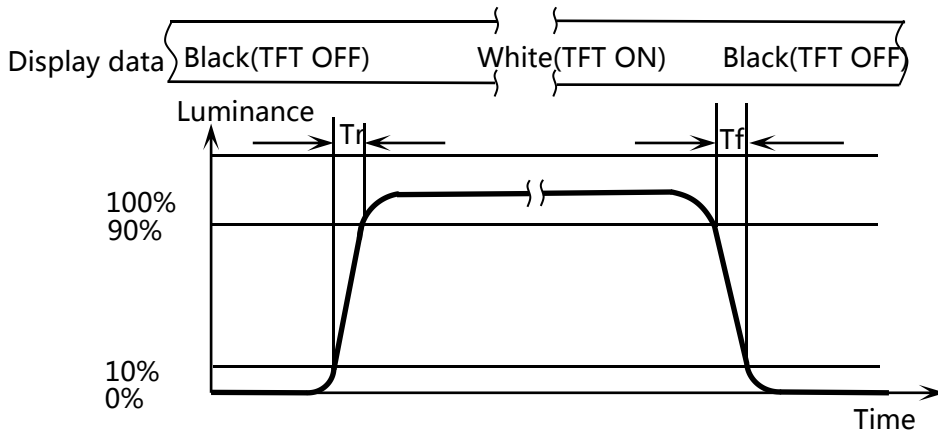 Display data Black(TFT OFF) White(TFT ON) Black(TFT OFF)
Luminance
Tr Tf
100%
90%
10%
0%
Time